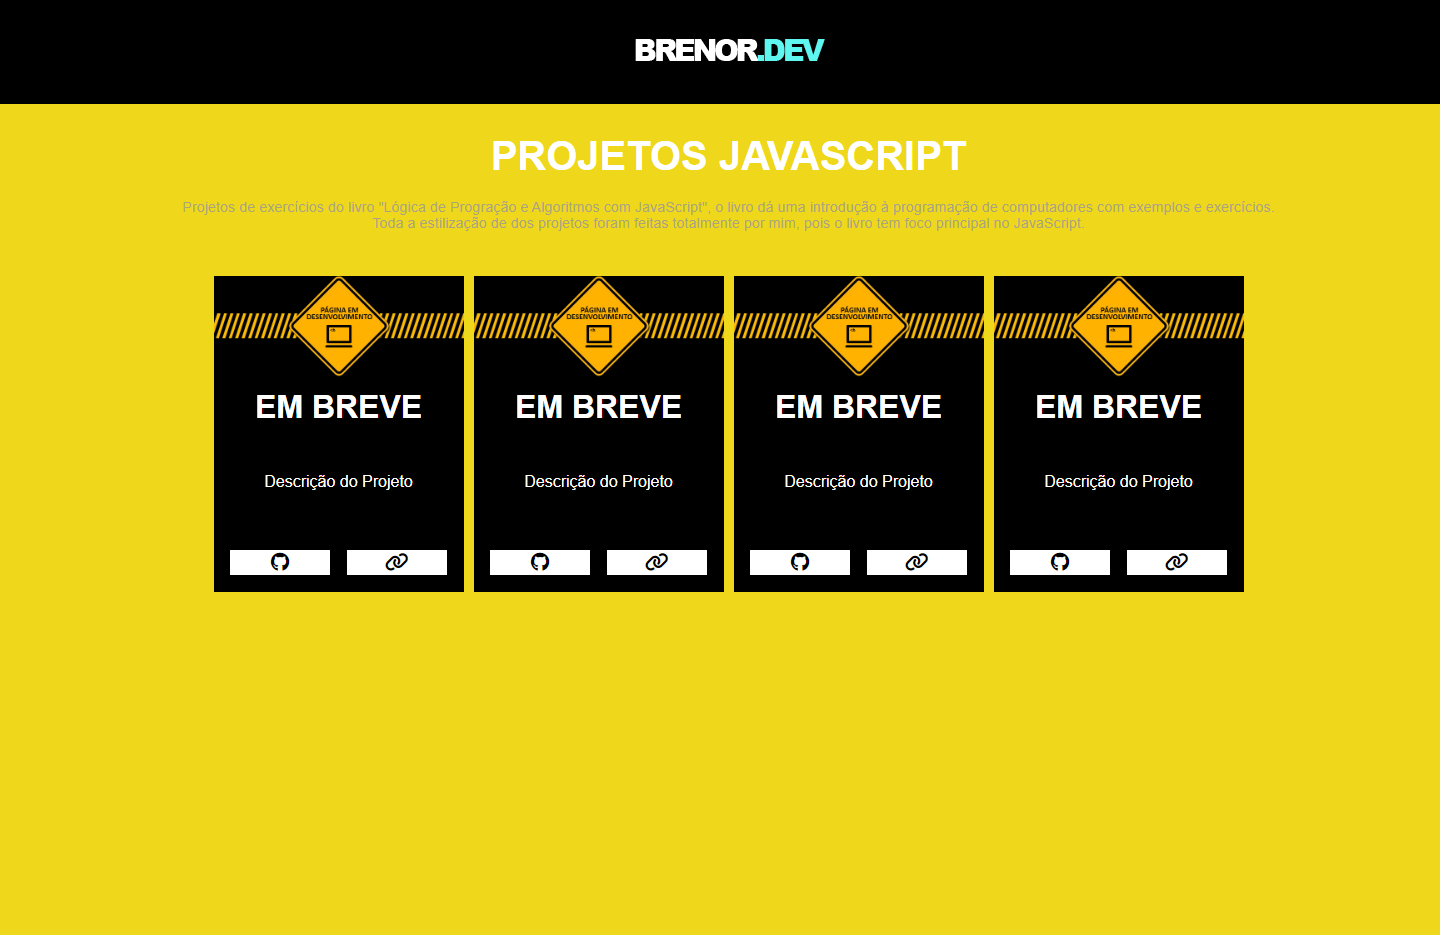 BRENOR.DEV
PROJETOS JAVASCRIPT
Projetos de exercícios do livro "Lógica de Progração e Algoritmos com JavaScript", o livro dá uma introdução à programação de computadores com exemplos e exercícios.
Toda a estilização de dos projetos foram feitas totalmente por mim, pois o livro tem foco principal no JavaScript.
PÁGINA EM
DESENVOLVIMENTO
EM BREVE
Descrição do Projeto
PÁGINA EM
DESENVOLVIMENTO
EM BREVE
Descrição do Projeto
PÁGINA EM
DESENVOLVIMENTO
EM BREVE
Descrição do Projeto
PÁGINA EM
DESENVOLVIMENTO
EM BREVE
Descrição do Projeto